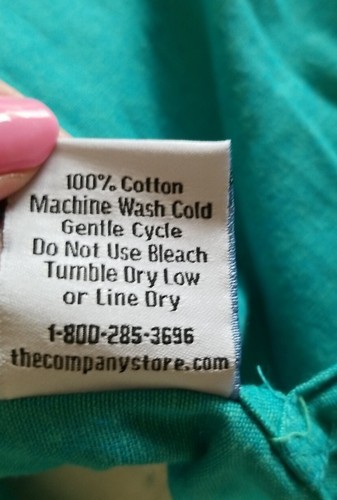 100% Cotton
Machine Wash Cold
Gentle Cycle
Do Not Use Bleach
Tumble Dry Low
or Line Dry
1-800-285-3696
thecompanystore.com